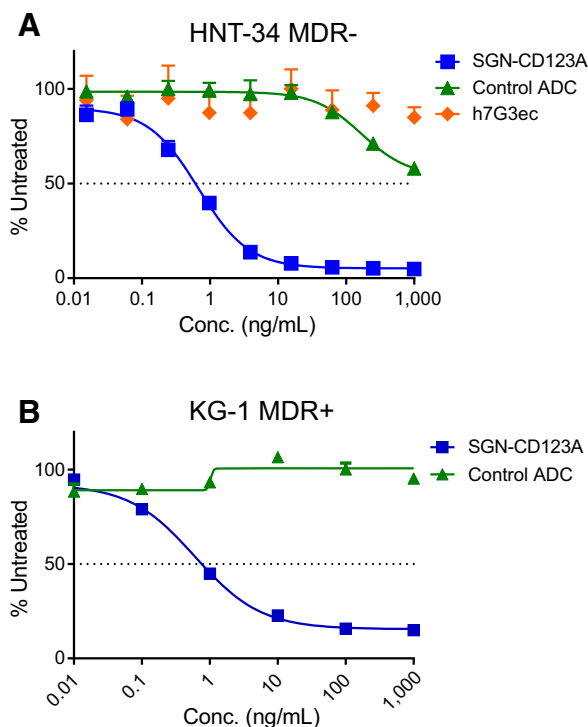 A
HNT-34 MDR-
SGN-CD123A
Control ADC
h7G3ec
% Untreated
100
50
0
0.01 0.1 1 10 100 1,000
Conc. (ng/mL)
B
KG-1 MDR+
SGN-CD123A
Control ADC
% Untreated
100
50
0
0.01 0.1 1 10 100 1,000
Conc. (ng/mL)